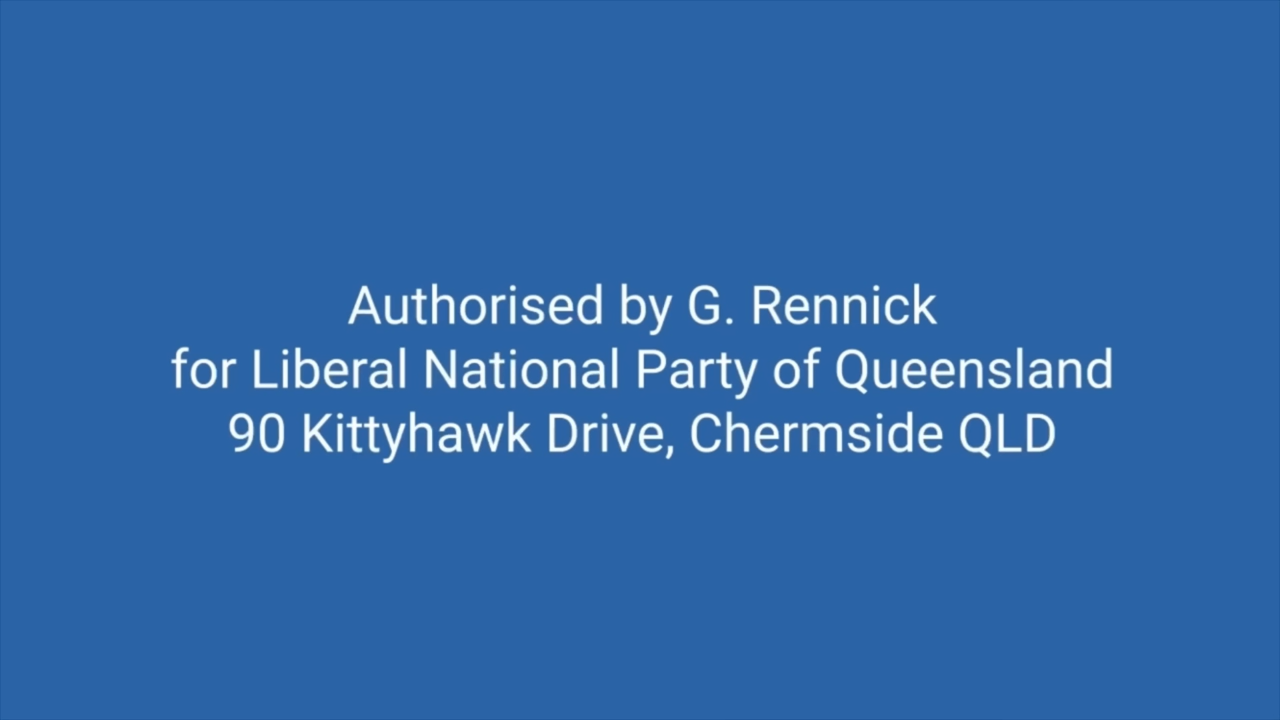 Authorised by G. Rennick
for Liberal National Party of Queensland
90 Kittyhawk Drive, Chermside QLD